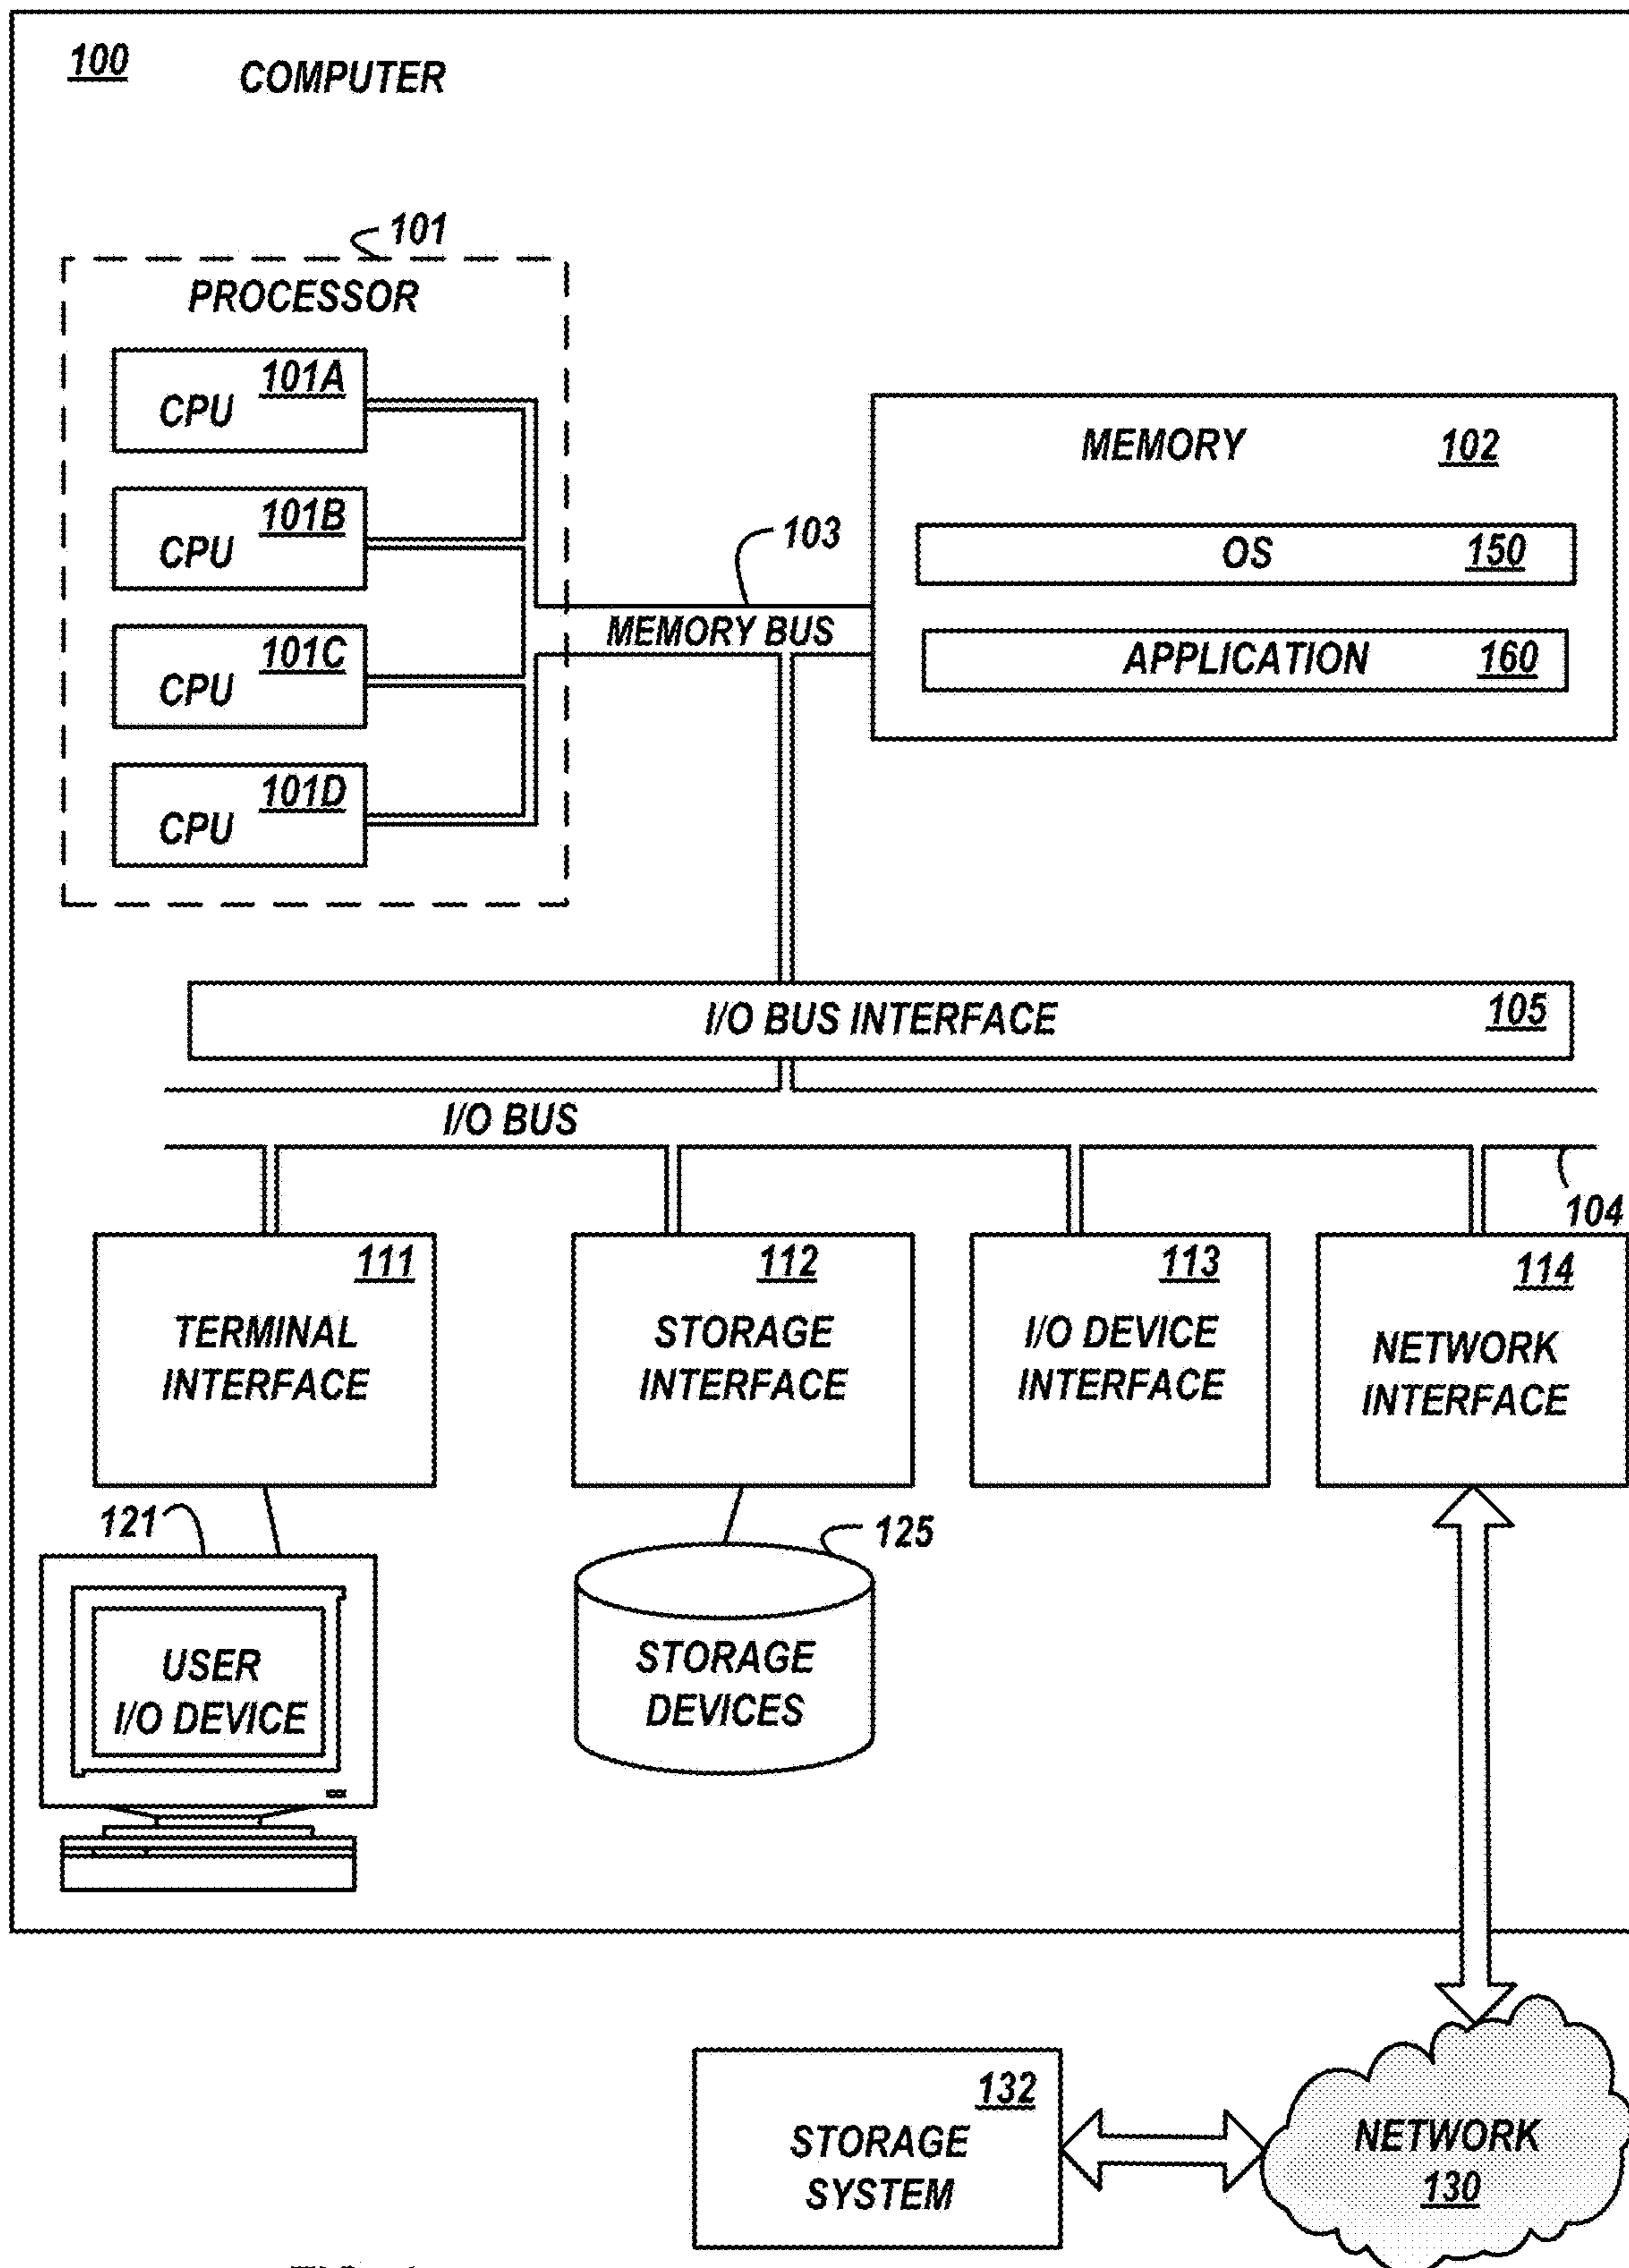 100 COMPUTER
101
PROCESSOR
101A
CPU
101B
CPU
101C
CPU
101D
CPU
103
MEMORY BUS
MEMORY 102
OS 150
APPLICATION 160
I/O BUS INTERFACE 105
I/O BUS
104
111
TERMINAL
INTERFACE
112
STORAGE
INTERFACE
113
I/O DEVICE
INTERFACE
114
NETWORK
INTERFACE
121
USER
I/O DEVICE
125
STORAGE
DEVICES
132
STORAGE
SYSTEM
NETWORK
130